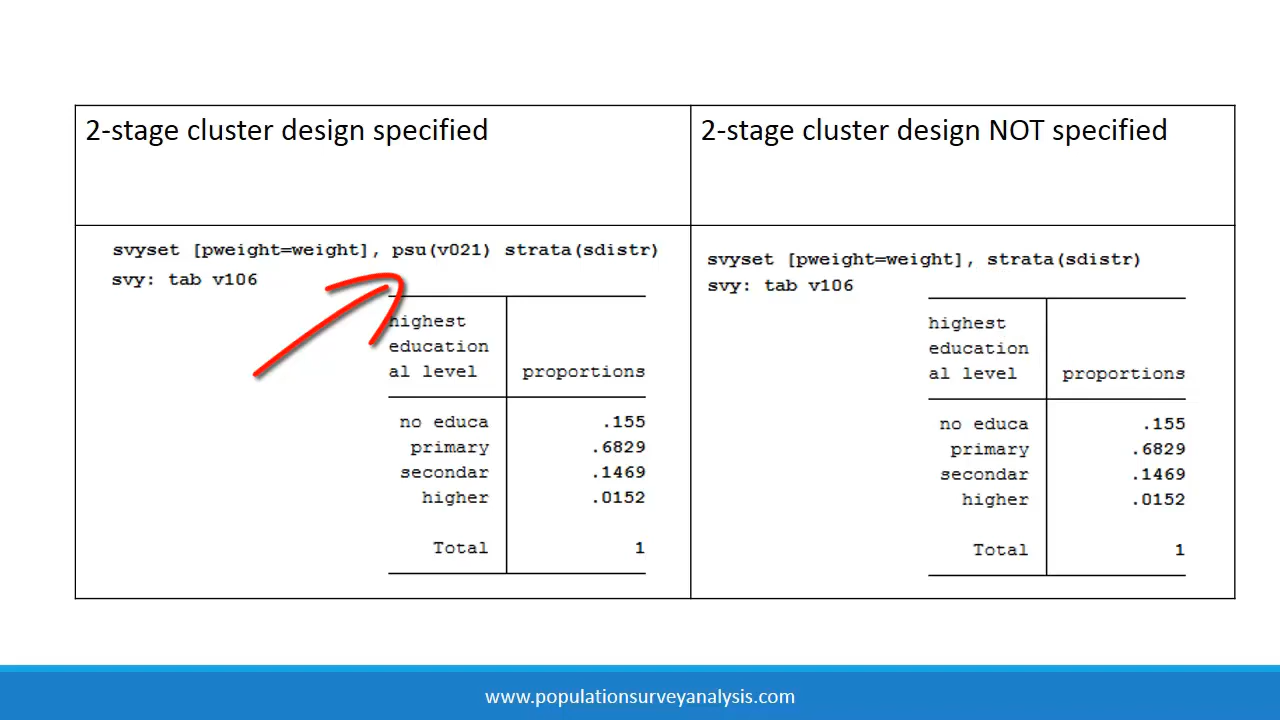 2-stage cluster design specified
2-stage cluster design NOT specified
svyset [pweight=weight], psu(v021) strata(sdistr)
svy: tab v106
highest
education
al level proportions
no educa .155
primary .6829
secondar .1469
higher .0152
Total 1
svyset [pweight=weight], strata(sdistr)
svy: tab v106
highest
education
al level proportions
no educa .155
primary .6829
secondar .1469
higher .0152
Total 1
www.populationsurveyanalysis.com